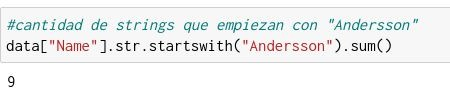 #cantidad de strings que empiezan con "Andersson"
data["Name"].str.startswith("Andersson").sum()
9